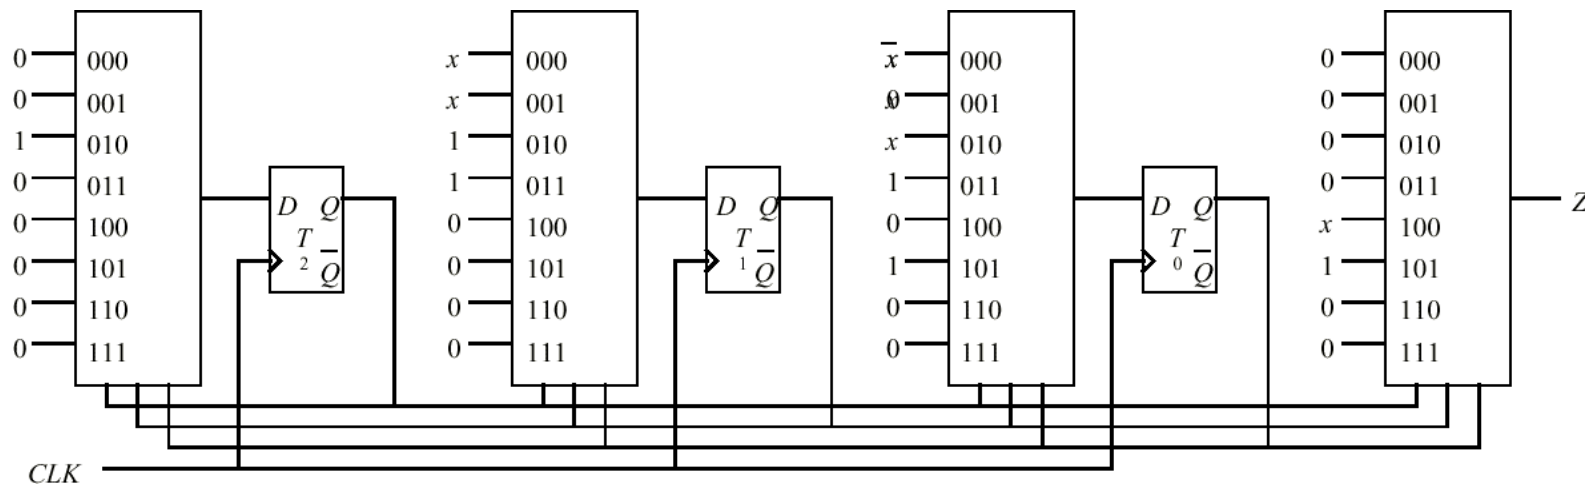 0 000 x 000 x̅ 000 0 000
0 001 x 001 001 0 001
1 010 1 010 x 010 0 010
0 011 1 011 1 011 0 011
D Q D Q D Q Z
0 100 0 100 0 100 x 100
T T T
2 Q̅ 1 Q̅ 0 Q̅
0 101 0 101 1 101 1 101
0 110 0 110 0 110 0 110
0 111 0 111 0 111 0 111
CLK